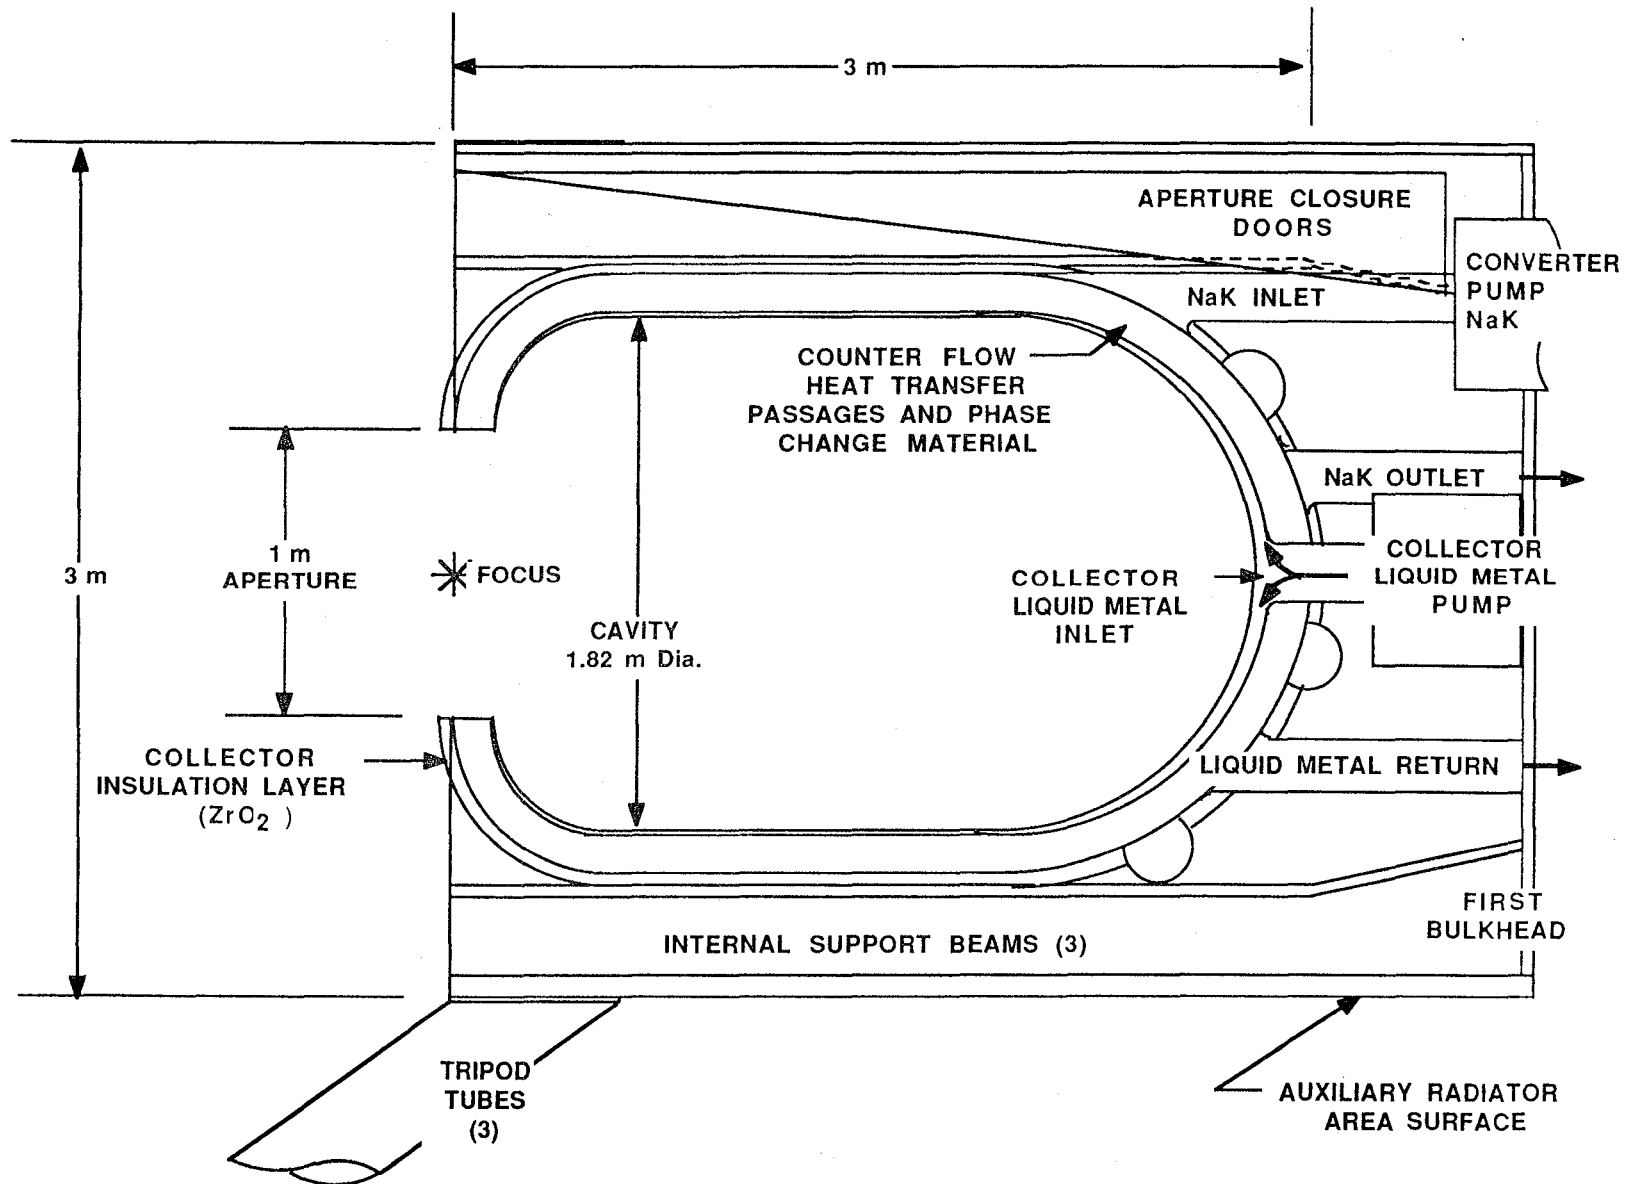 3 m
APERTURE CLOSURE
DOORS
CONVERTER
PUMP
NaK
NaK INLET
COUNTER FLOW
HEAT TRANSFER
PASSAGES AND PHASE
CHANGE MATERIAL
NaK OUTLET
3 m
1 m
APERTURE
FOCUS
COLLECTOR
LIQUID METAL
INLET
COLLECTOR
LIQUID METAL
PUMP
CAVITY
1.82 m Dia.
COLLECTOR
INSULATION LAYER
(ZrO2 )
LIQUID METAL RETURN
FIRST
BULKHEAD
INTERNAL SUPPORT BEAMS (3)
TRIPOD
TUBES
(3)
AUXILIARY RADIATOR
AREA SURFACE